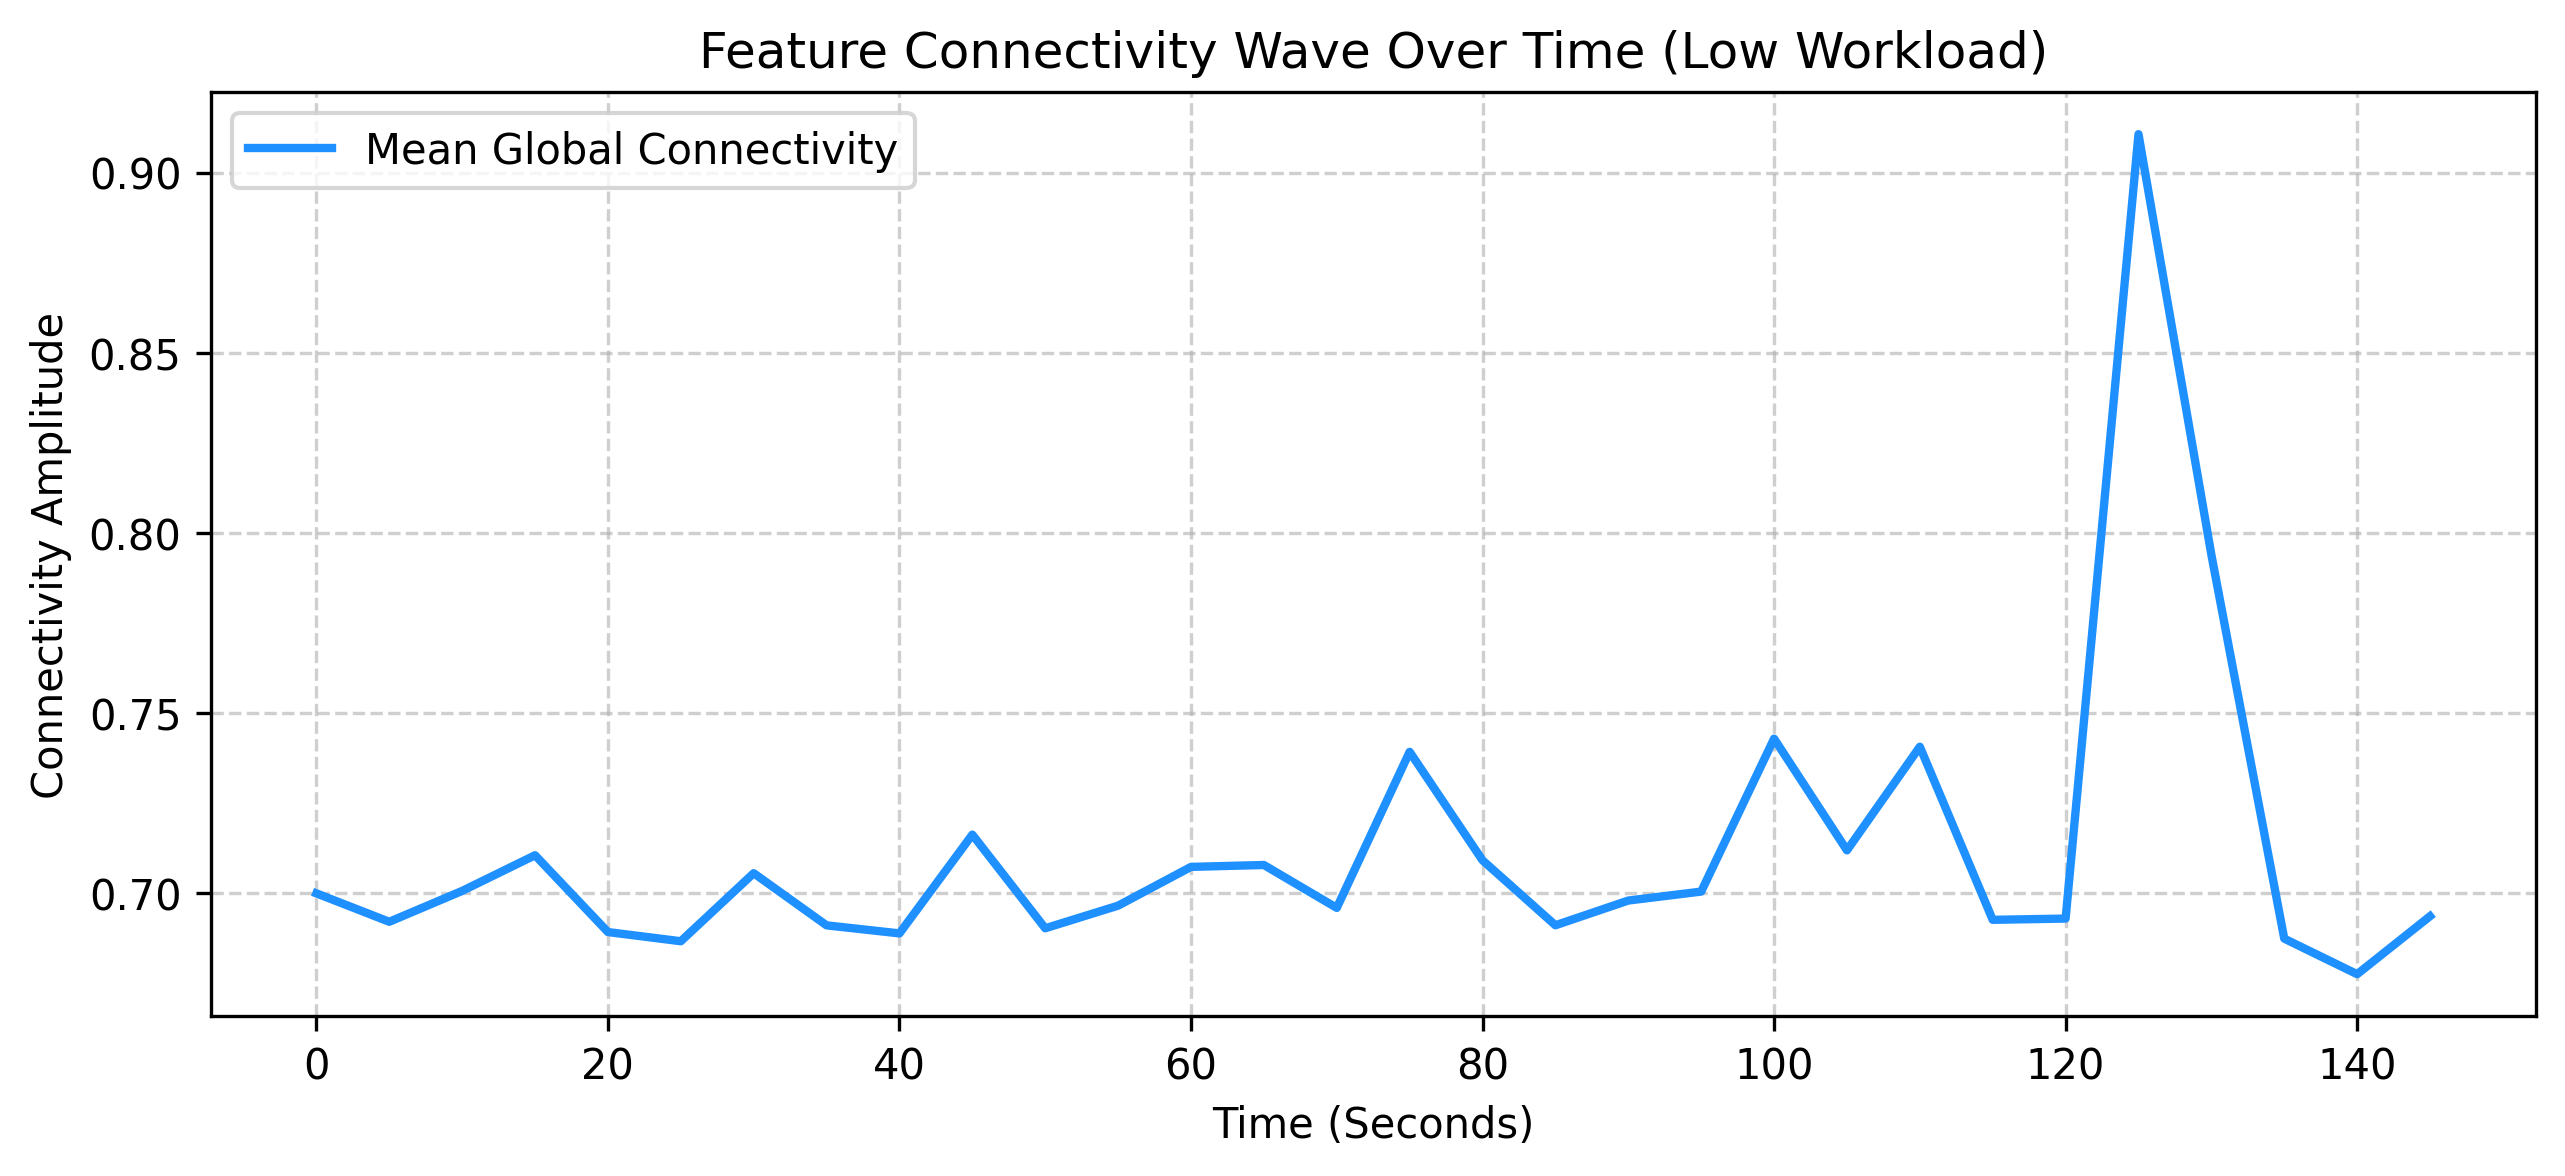 Feature Connectivity Wave Over Time (Low Workload)
Mean Global Connectivity
Connectivity Amplitude
0.90
0.85
0.80
0.75
0.70
0 20 40 60 80 100 120 140
Time (Seconds)